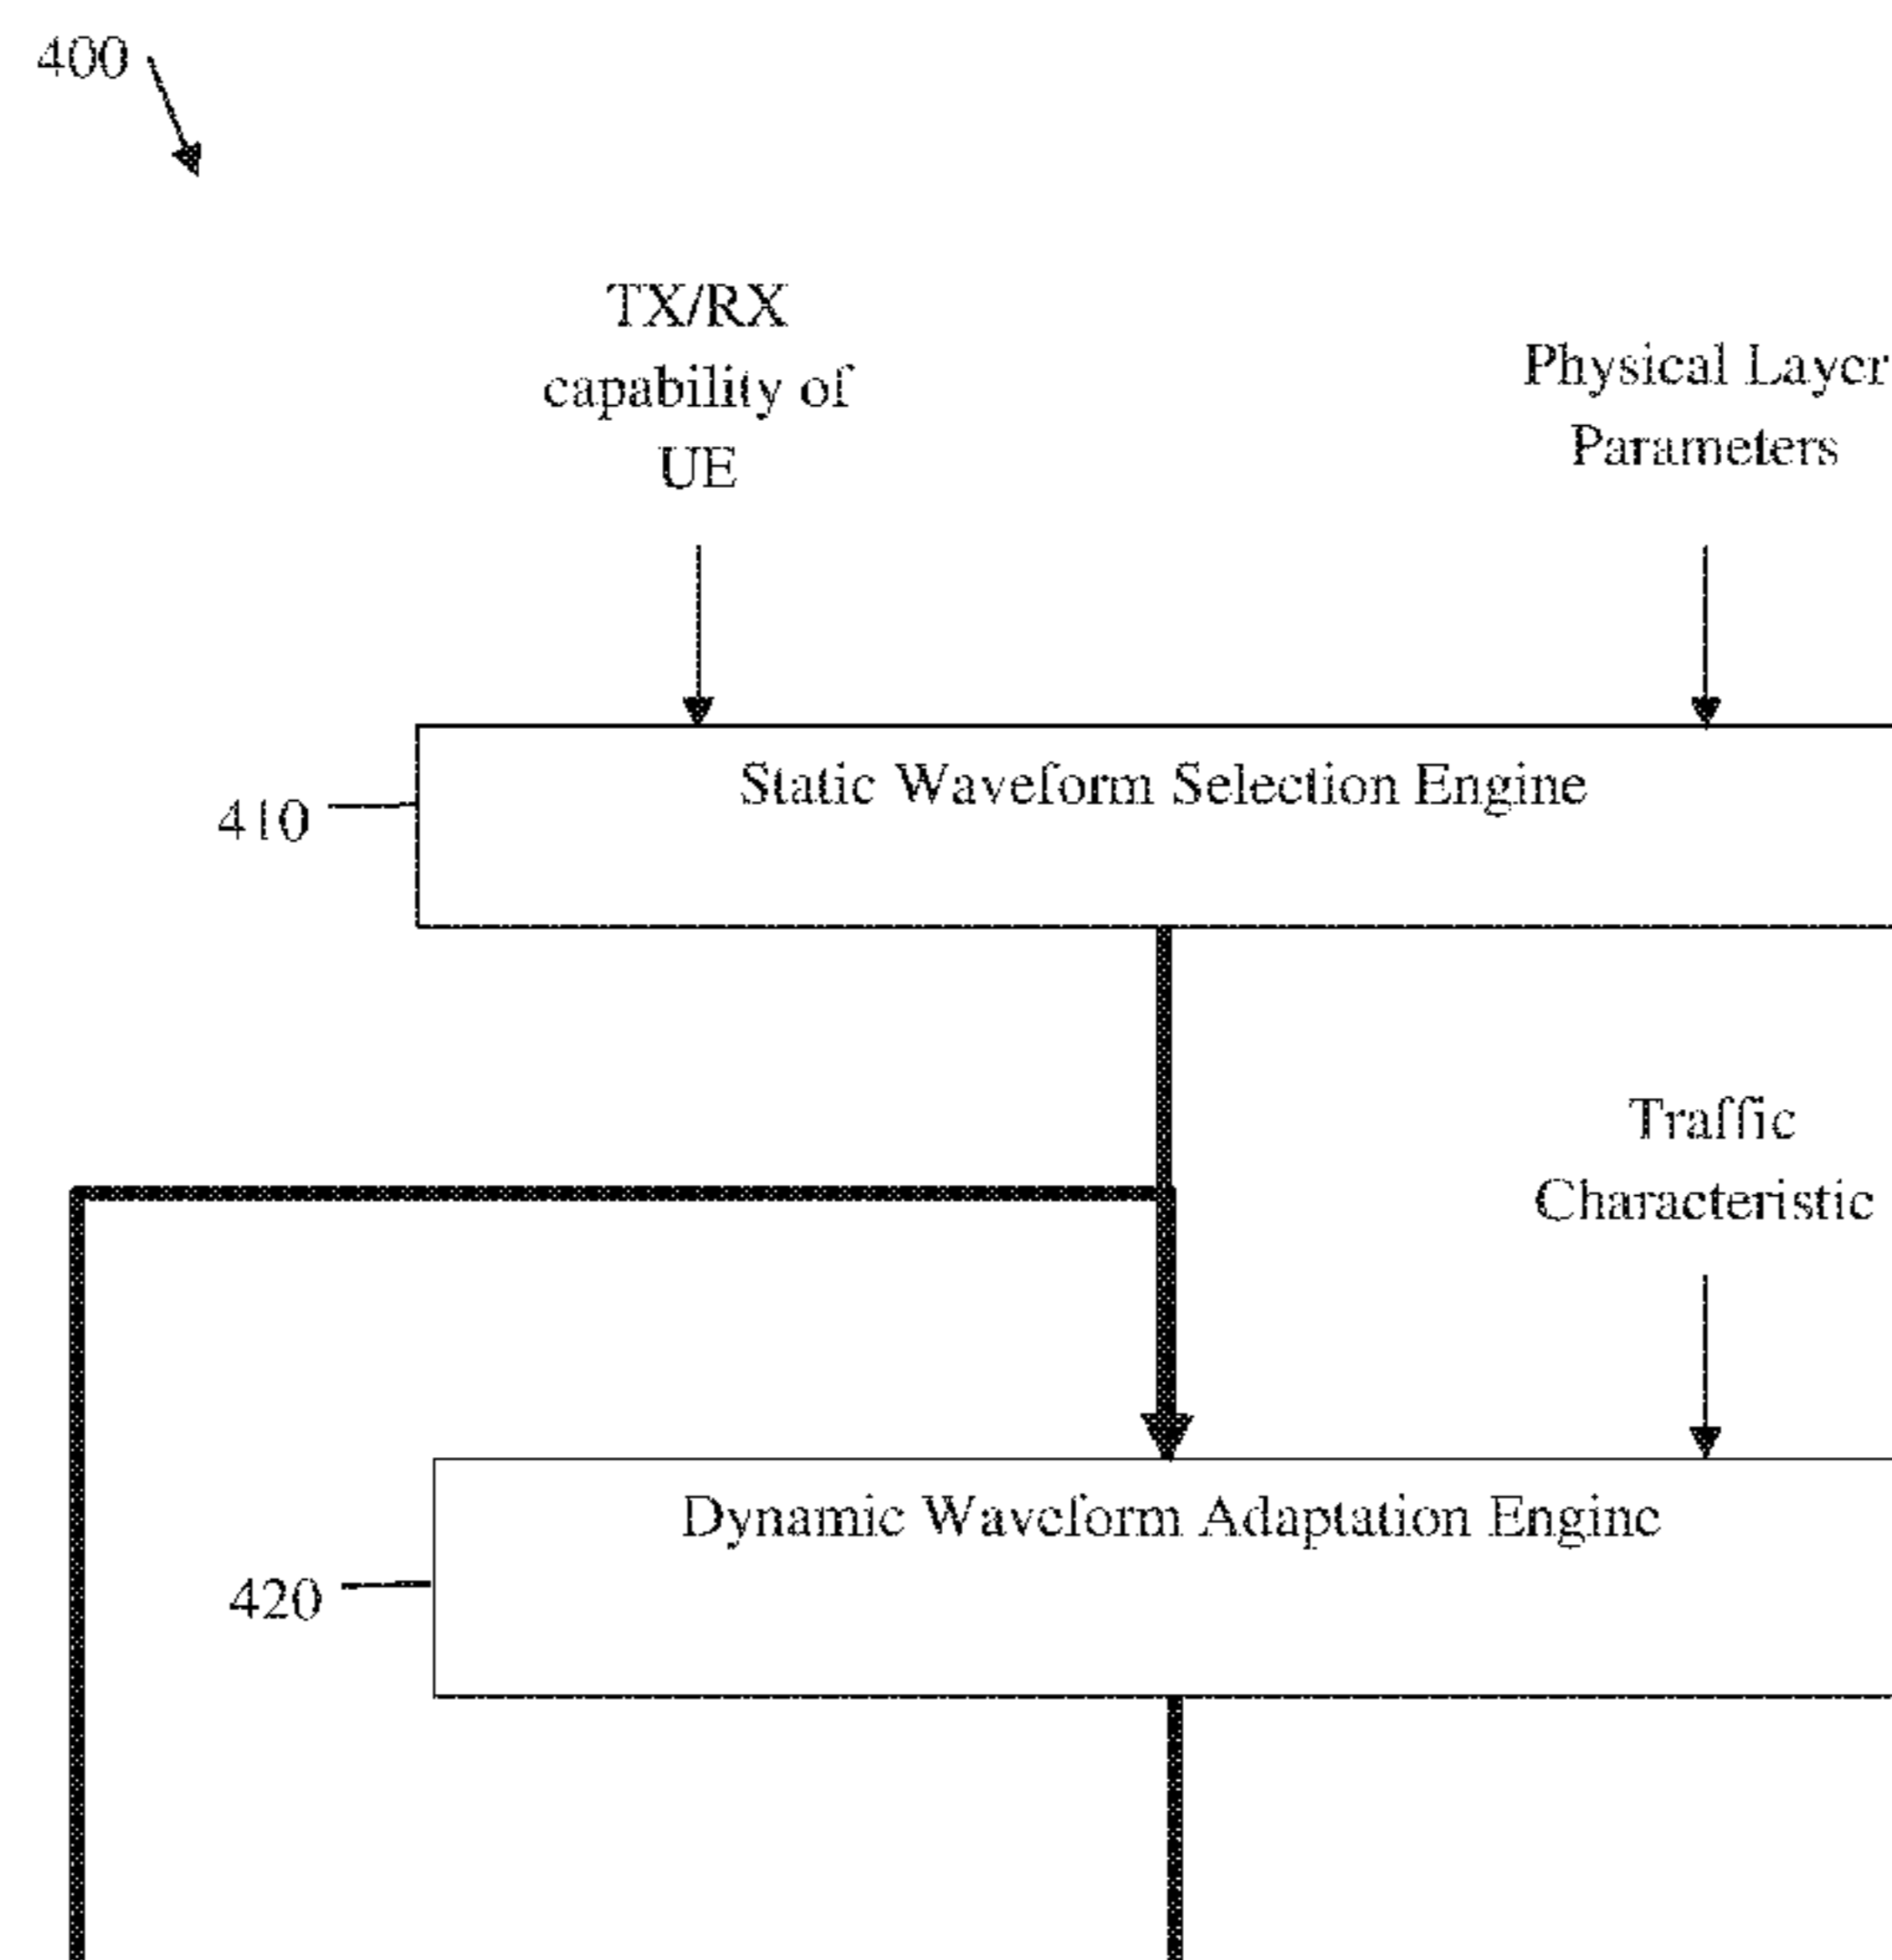 400
TX/RX
capability of
UE
Physical Layer
Parameters
Static Waveform Selection Engine
410
Traffic
Characteristic
Dynamic Waveform Adaptation Engine
420